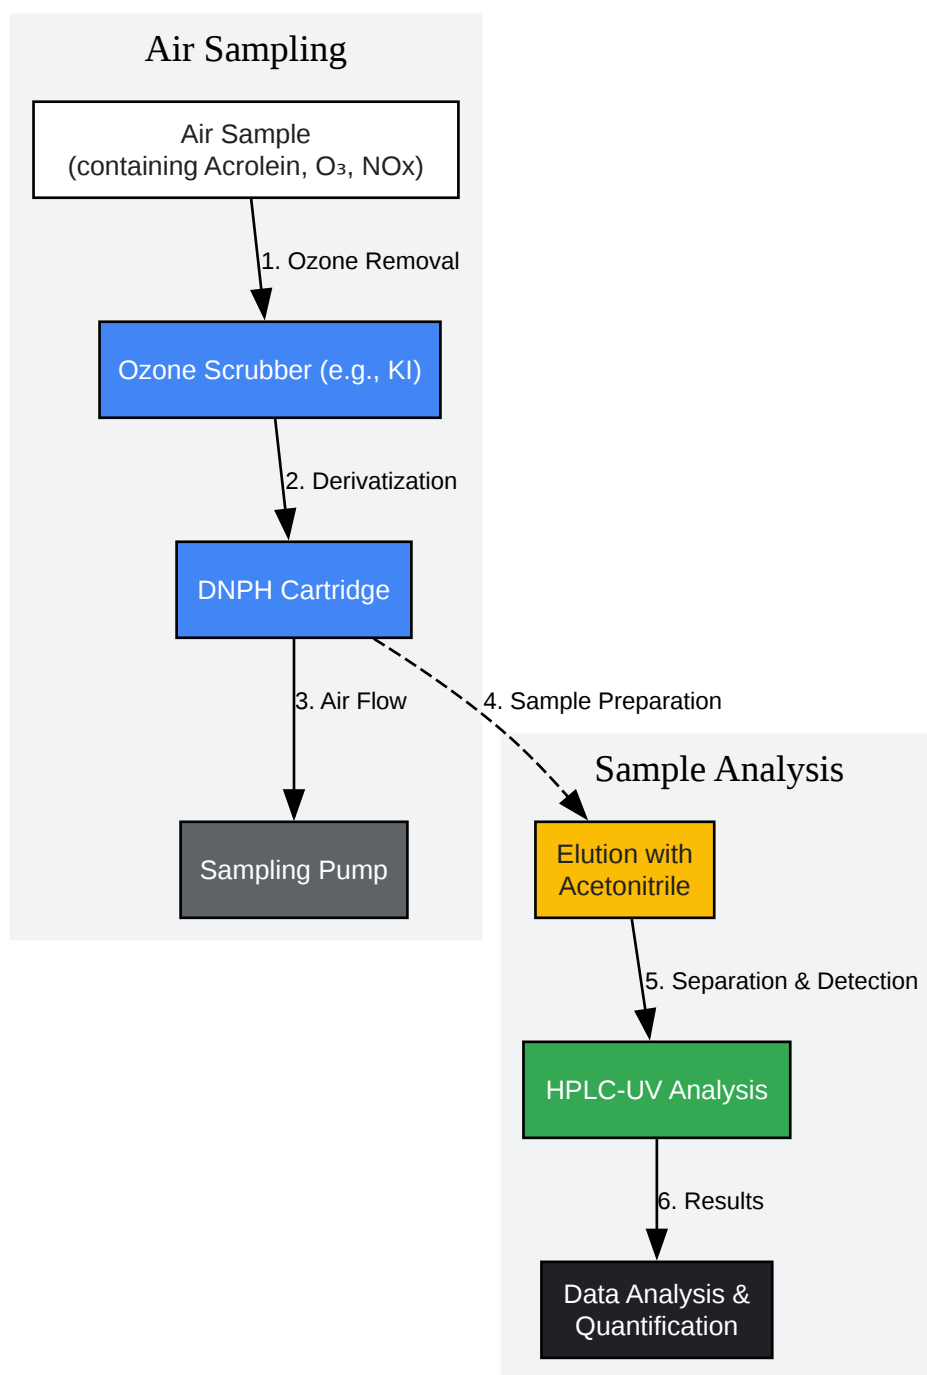 Air Sampling
Air Sample
(containing Acrolein, O₃, NOx)
1. Ozone Removal
Ozone Scrubber (e.g., KI)
2. Derivatization
DNPH Cartridge
3. Air Flow
4. Sample Preparation
Sampling Pump
Sample Analysis
Elution with
Acetonitrile
5. Separation & Detection
HPLC-UV Analysis
6. Results
Data Analysis &
Quantification